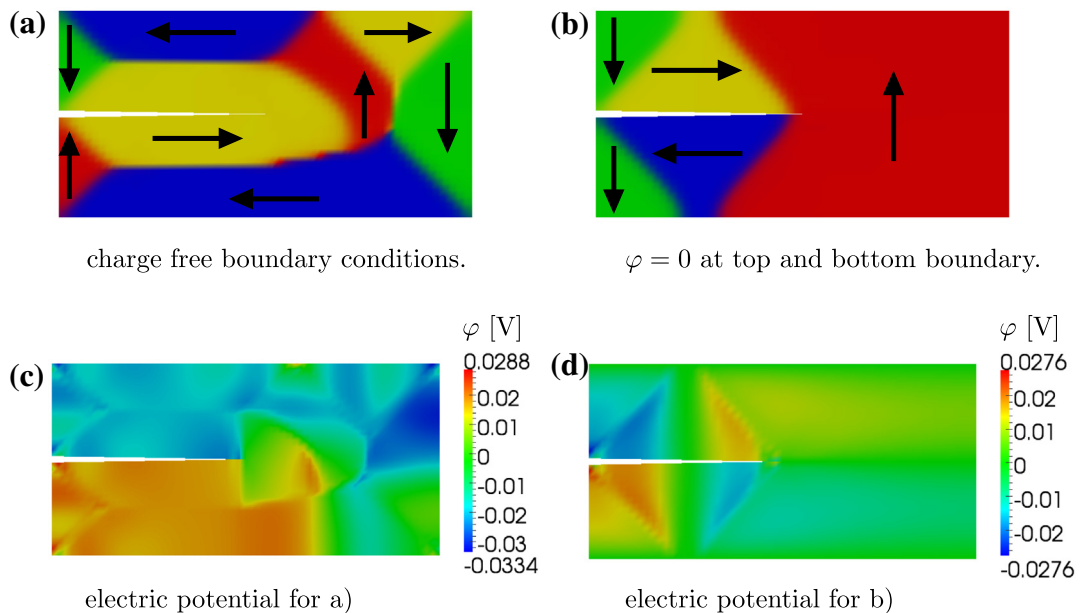 (a)
(b)
charge free boundary conditions.
φ = 0 at top and bottom boundary.
(c)
φ [V]
0.0288
0.02
0.01
0
-0.01
-0.02
-0.03
-0.0334
(d)
φ [V]
0.0276
0.02
0.01
0
-0.01
-0.02
-0.0276
electric potential for a)
electric potential for b)